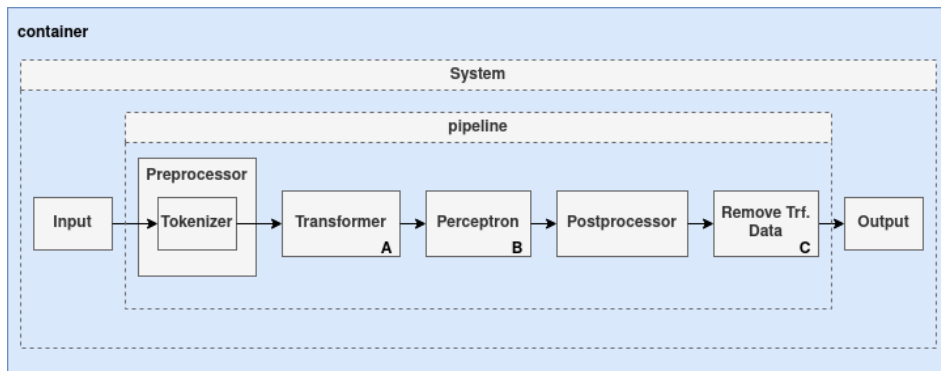 container
System
pipeline
Preprocessor
Input
Tokenizer
Transformer
A
Perceptron
B
Postprocessor
Remove Trf.
Data
C
Output